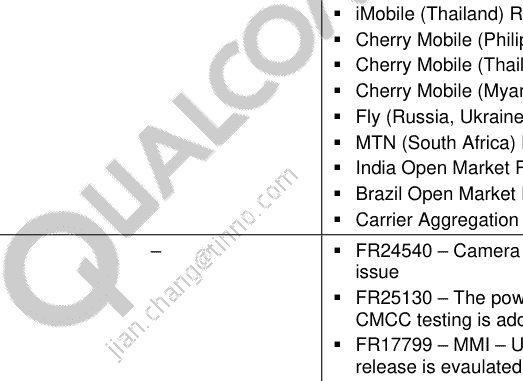 ▪ iMobile (Thailand) R
▪ Cherry Mobile (Philip
▪ Cherry Mobile (Thail
▪ Cherry Mobile (Myan
▪ Fly (Russia, Ukraine
▪ MTN (South Africa)
▪ India Open Market
▪ Brazil Open Market
▪ Carrier Aggregation
–
▪ FR24540 – Camera
issue
▪ FR25130 – The pow
CMCC testing is add
▪ FR17799 – MMI – U
release is evaulated
QUALCO
jian.chang@tinno.com